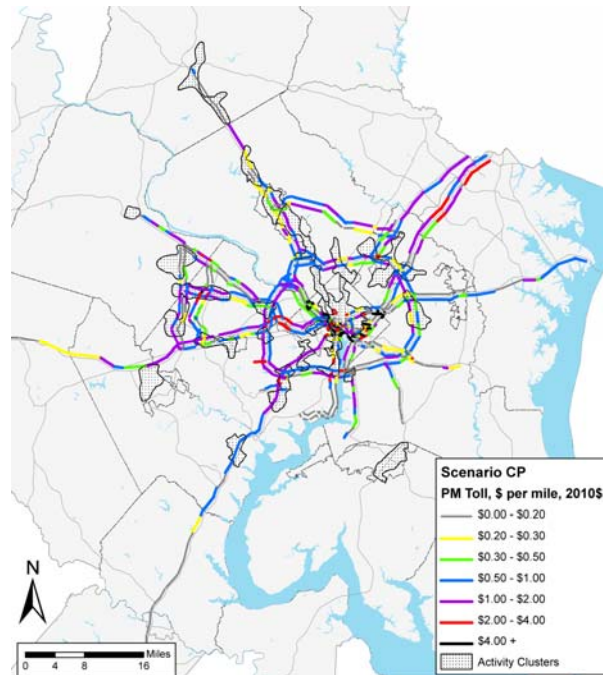 Scenario CP
PM Toll, $ per mile, 2010$
$0.00 - $0.20
$0.20 - $0.30
$0.30 - $0.50
$0.50 - $1.00
$1.00 - $2.00
$2.00 - $4.00
$4.00 +
Activity Clusters
N
Miles
0 4 8 16